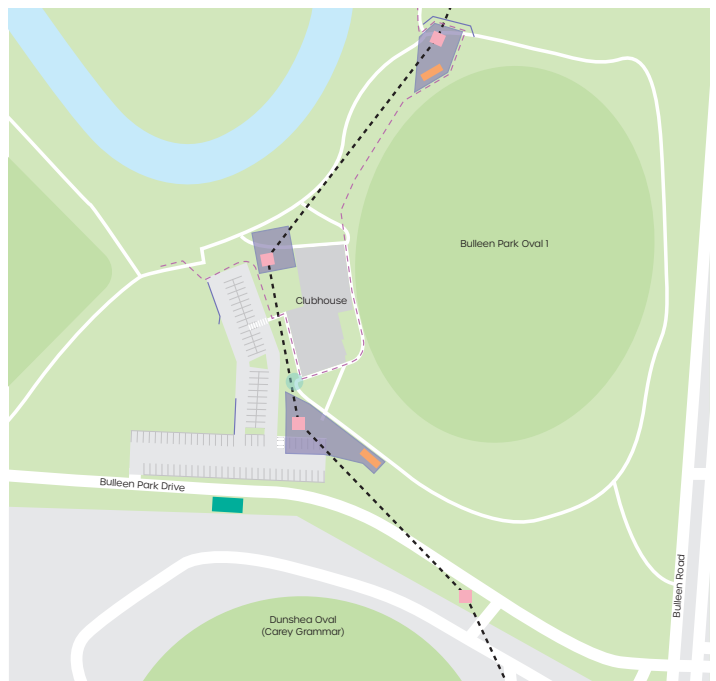 Bulleen Park Oval 1
Clubhouse
Bulleen Park Drive
Bulleen Road
Dunshea Oval
(Carey Grammar)